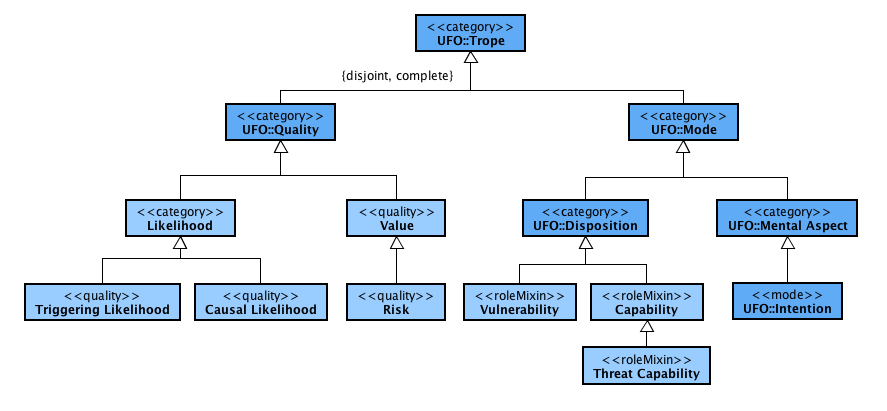 <<category>>
UFO::Trope
{disjoint, complete}
<<category>>
UFO::Quality
<<category>>
UFO::Mode
<<category>>
Likelihood
<<quality>>
Value
<<category>>
UFO::Disposition
<<category>>
UFO::Mental Aspect
<<quality>>
Triggering Likelihood
<<quality>>
Causal Likelihood
<<quality>>
Risk
<<roleMixin>>
Vulnerability
<<roleMixin>>
Capability
<<mode>>
UFO::Intention
<<roleMixin>>
Threat Capability